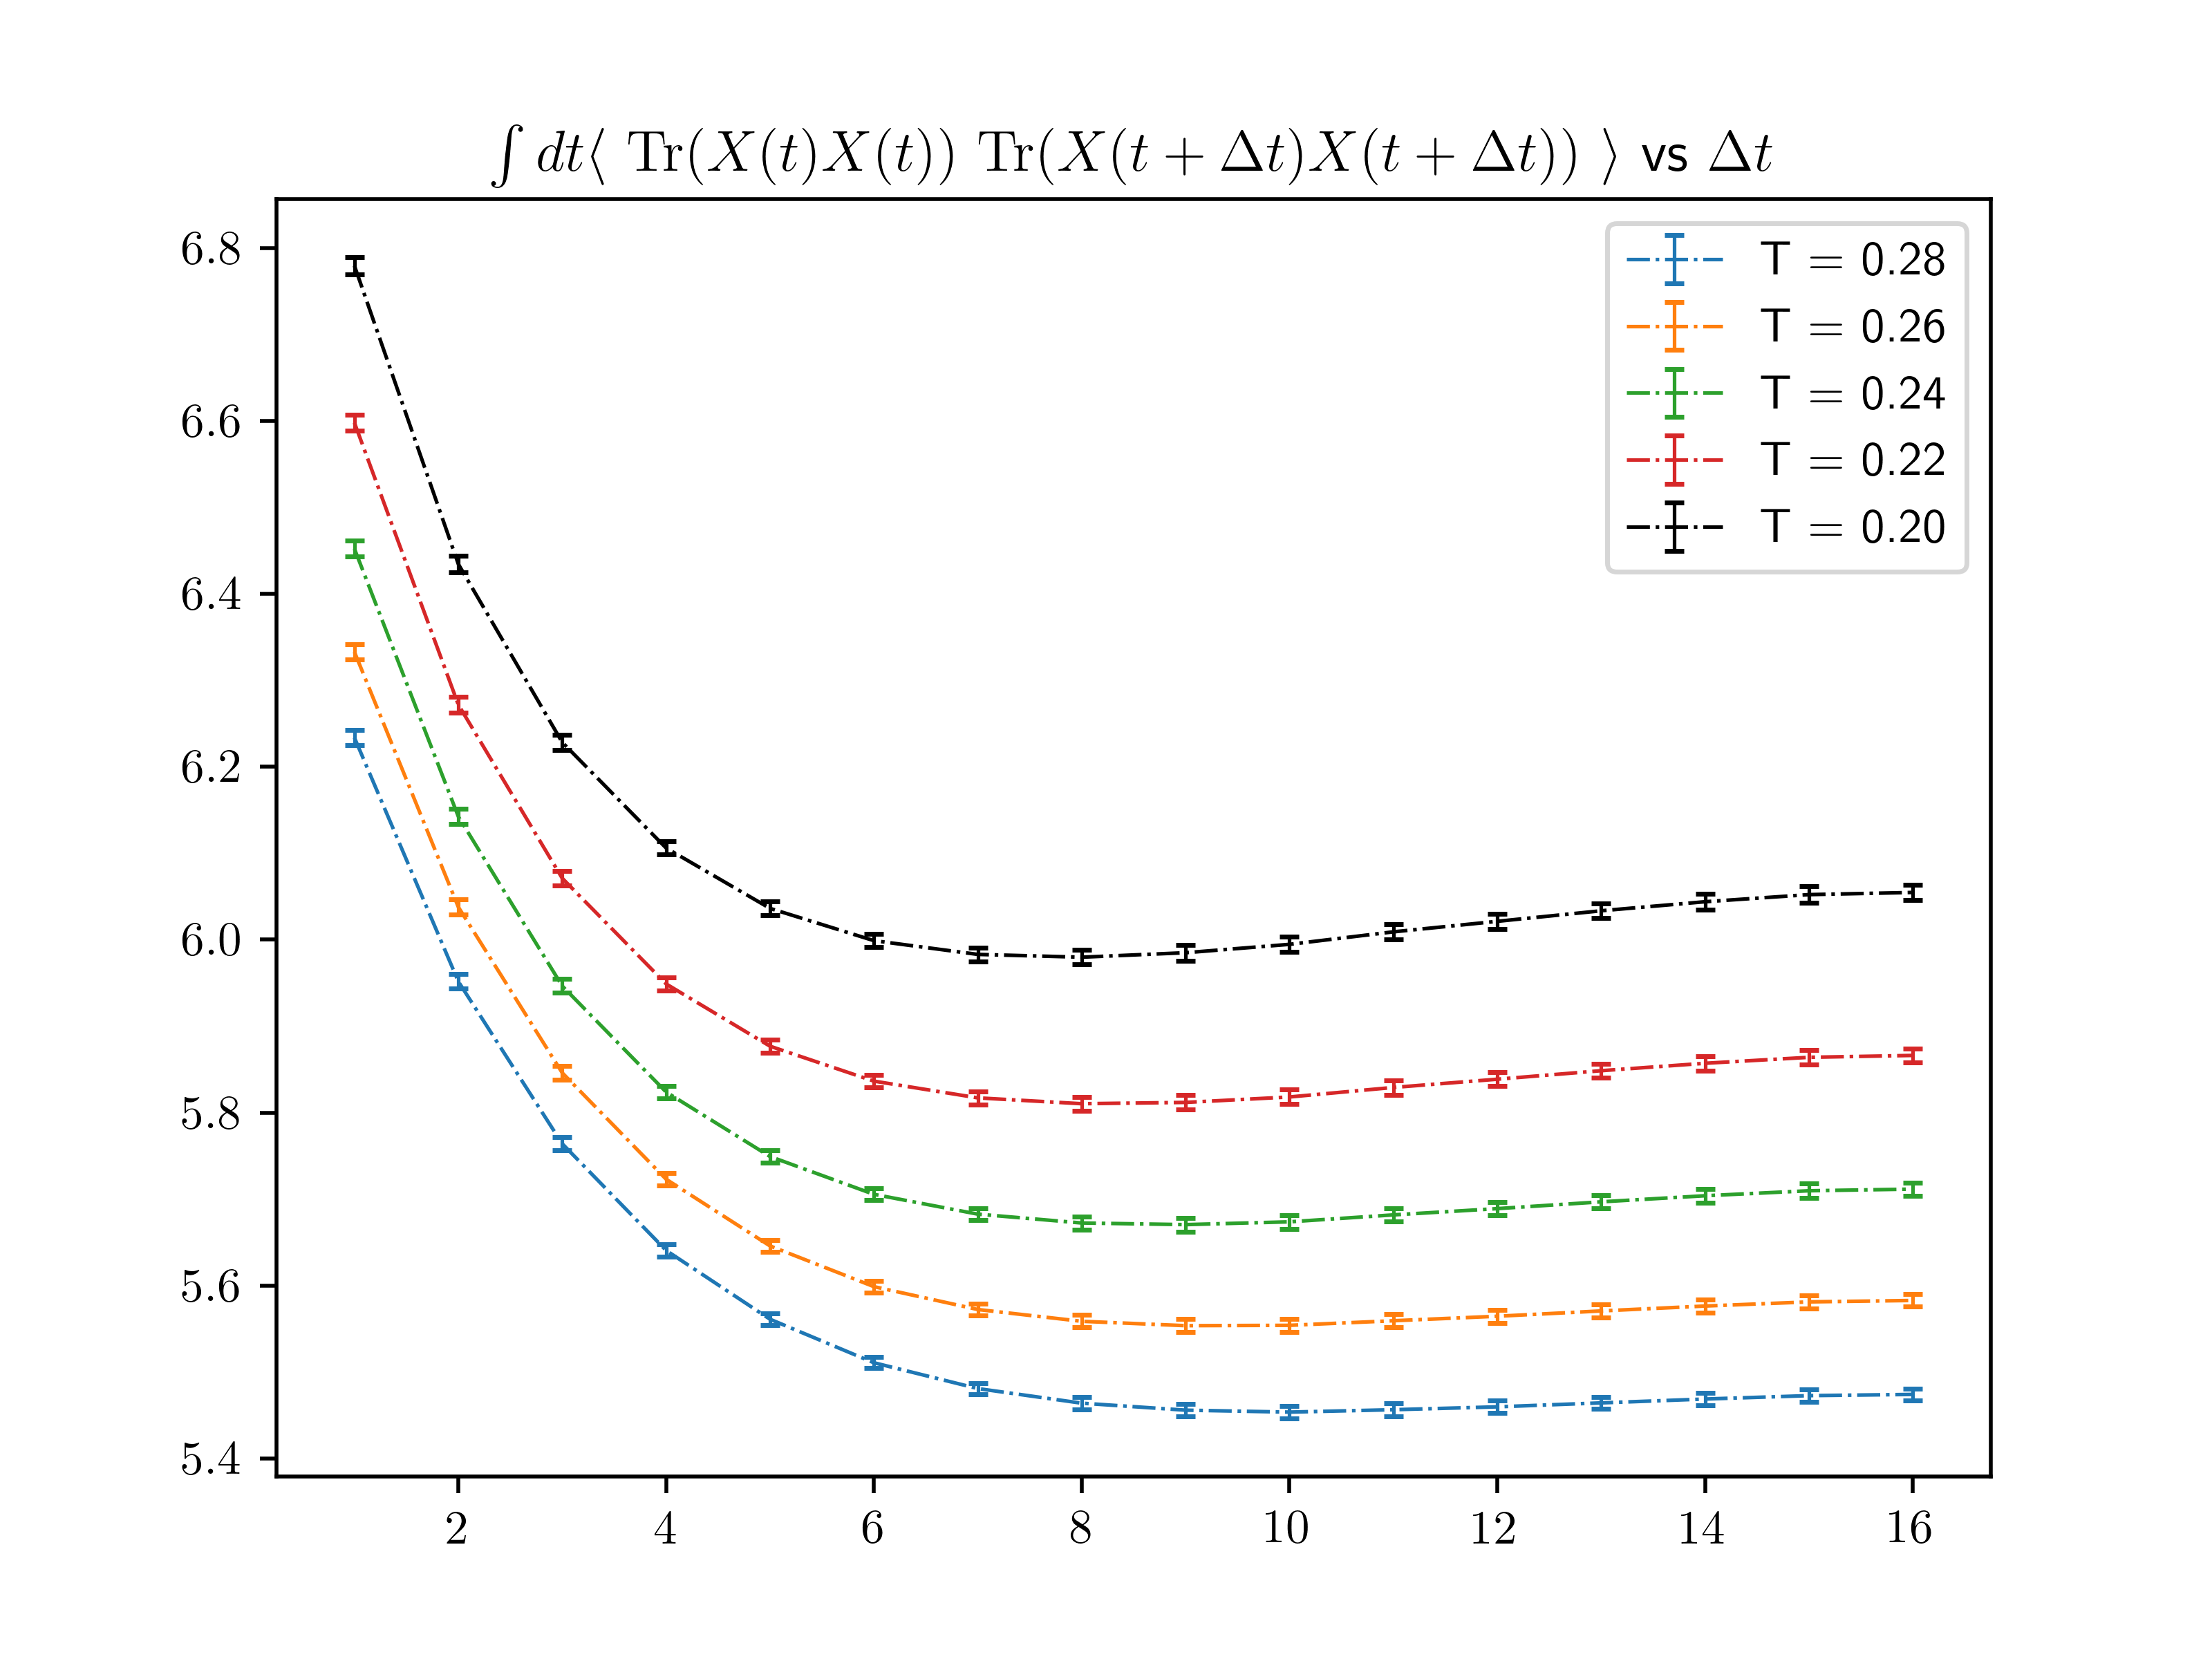 ∫ dt⟨ Tr(X(t)X(t)) Tr(X(t + Δt)X(t + Δt)) ⟩ vs Δt
6.8
6.6
6.4
6.2
6.0
5.8
5.6
5.4
T = 0.28
T = 0.26
T = 0.24
T = 0.22
T = 0.20
2 4 6 8 10 12 14 16